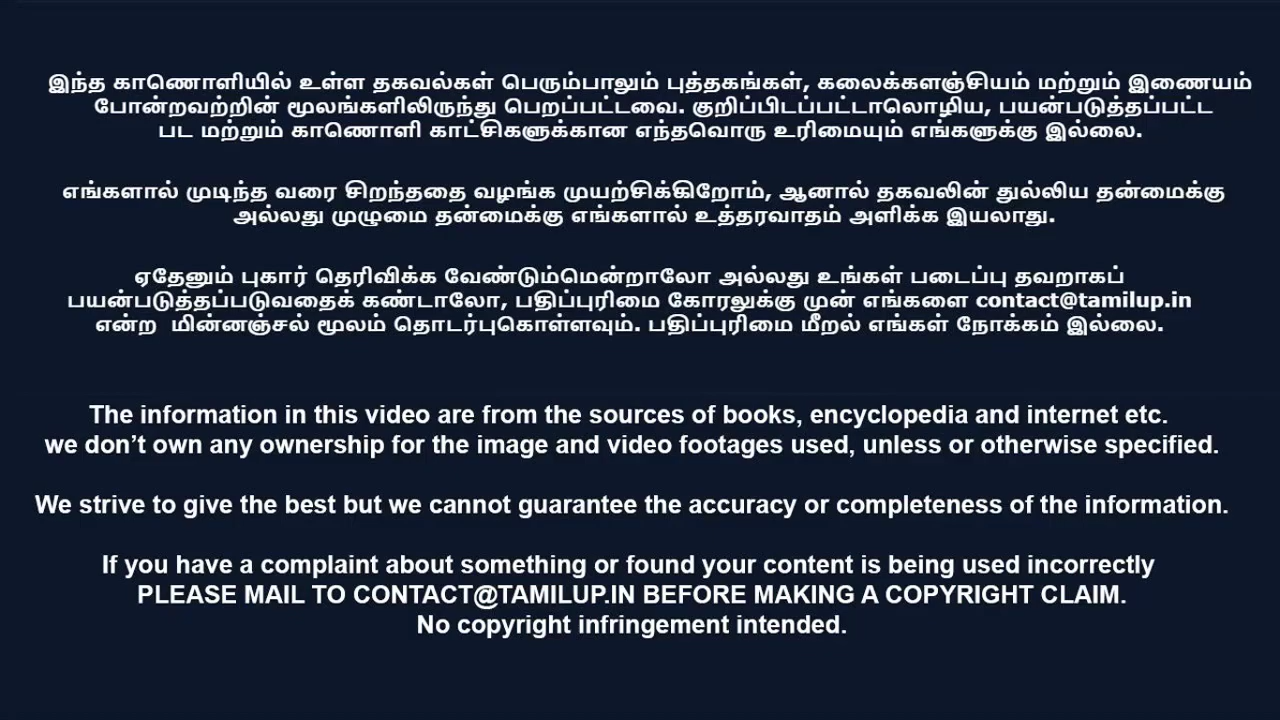 இந்த காணொளியில் உள்ள தகவல்கள் பெரும்பாலும் புத்தகங்கள், கலைக்களஞ்சியம் மற்றும் இணையம்
போன்றவற்றின் மூலங்களிலிருந்து பெறப்பட்டவை. குறிப்பிடப்பட்டாலொழிய, பயன்படுத்தப்பட்ட
பட மற்றும் காணொளி காட்சிகளுக்கான எந்தவொரு உரிமையும் எங்களுக்கு இல்லை.
எங்களால் முடிந்த வரை சிறந்ததை வழங்க முயற்சிக்கிறோம், ஆனால் தகவலின் துல்லிய தன்மைக்கு
அல்லது முழுமை தன்மைக்கு எங்களால் உத்தரவாதம் அளிக்க இயலாது.
ஏதேனும் புகார் தெரிவிக்க வேண்டும்மென்றாலோ அல்லது உங்கள் படைப்பு தவறாகப்
பயன்படுத்தப்படுவதைக் கண்டாலோ, பதிப்புரிமை கோரலுக்கு முன் எங்களை contact@tamilup.in
என்ற மின்னஞ்சல் மூலம் தொடர்புகொள்ளவும். பதிப்புரிமை மீறல் எங்கள் நோக்கம் இல்லை.
The information in this video are from the sources of books, encyclopedia and internet etc.
we don’t own any ownership for the image and video footages used, unless or otherwise specified.
We strive to give the best but we cannot guarantee the accuracy or completeness of the information.
If you have a complaint about something or found your content is being used incorrectly
PLEASE MAIL TO CONTACT@TAMILUP.IN BEFORE MAKING A COPYRIGHT CLAIM.
No copyright infringement intended.